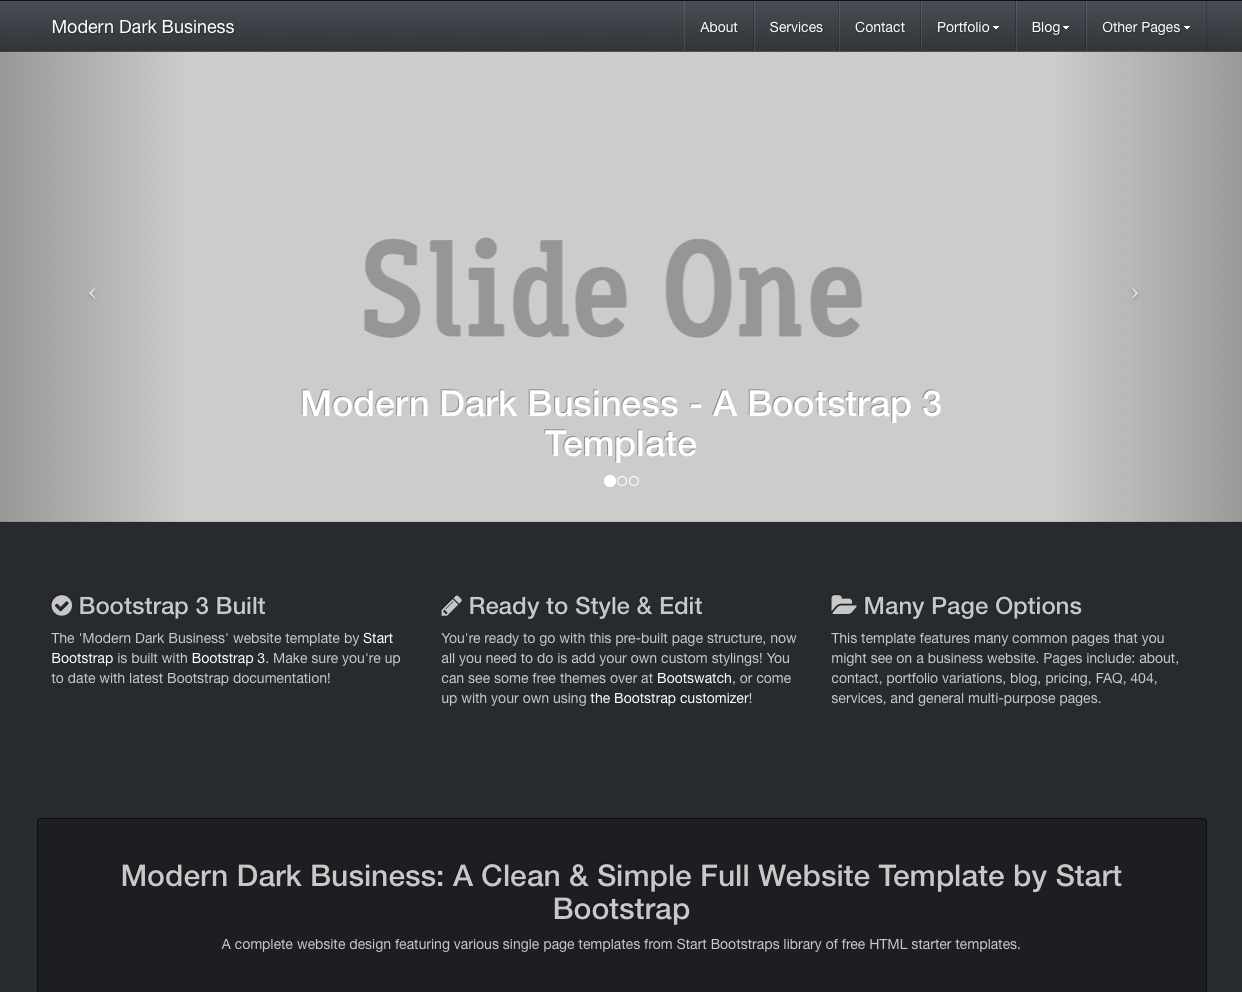 Modern Dark Business
About
Services
Contact
Portfolio
Blog
Other Pages
Slide One
Modern Dark Business - A Bootstrap 3
Template
Bootstrap 3 Built
The 'Modern Dark Business' website template by Start
Bootstrap is built with Bootstrap 3. Make sure you're up
to date with latest Bootstrap documentation!
Ready to Style & Edit
You're ready to go with this pre-built page structure, now
all you need to do is add your own custom stylings! You
can see some free themes over at Bootswatch, or come
up with your own using the Bootstrap customizer!
Many Page Options
This template features many common pages that you
might see on a business website. Pages include: about,
contact, portfolio variations, blog, pricing, FAQ, 404,
services, and general multi-purpose pages.
Modern Dark Business: A Clean & Simple Full Website Template by Start
Bootstrap
A complete website design featuring various single page templates from Start Bootstraps library of free HTML starter templates.